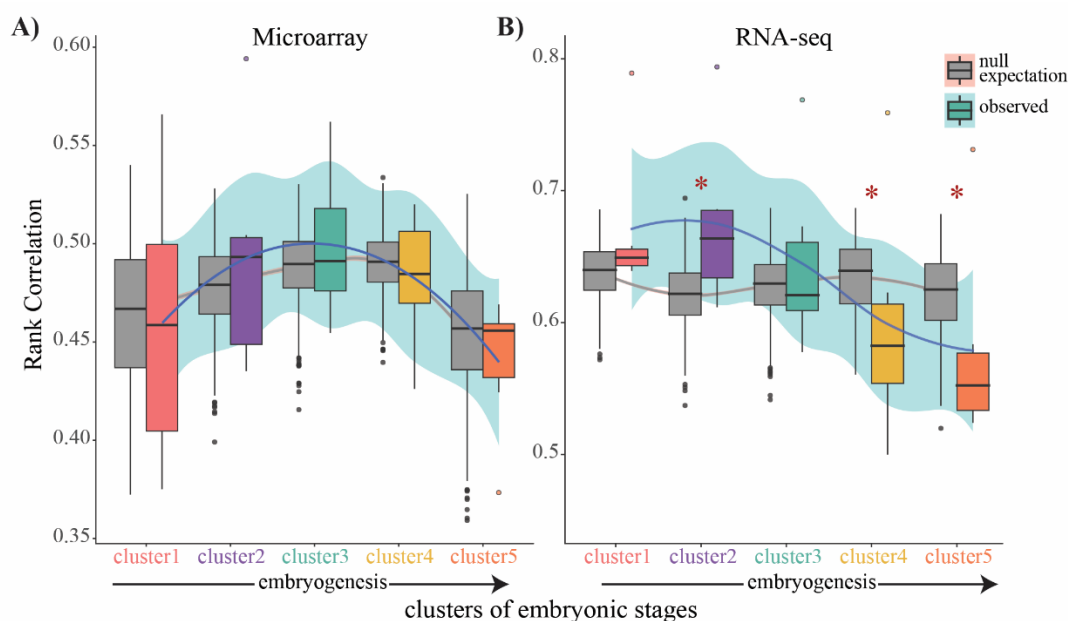 A)
Microarray
B)
RNA-seq
null
expectation
observed
Rank Correlation
0.60
0.55
0.50
0.45
0.40
0.35
0.8
0.7
0.6
0.5
*
*
*
cluster1 cluster2 cluster3 cluster4 cluster5
cluster1 cluster2 cluster3 cluster4 cluster5
embryogenesis
embryogenesis
clusters of embryonic stages